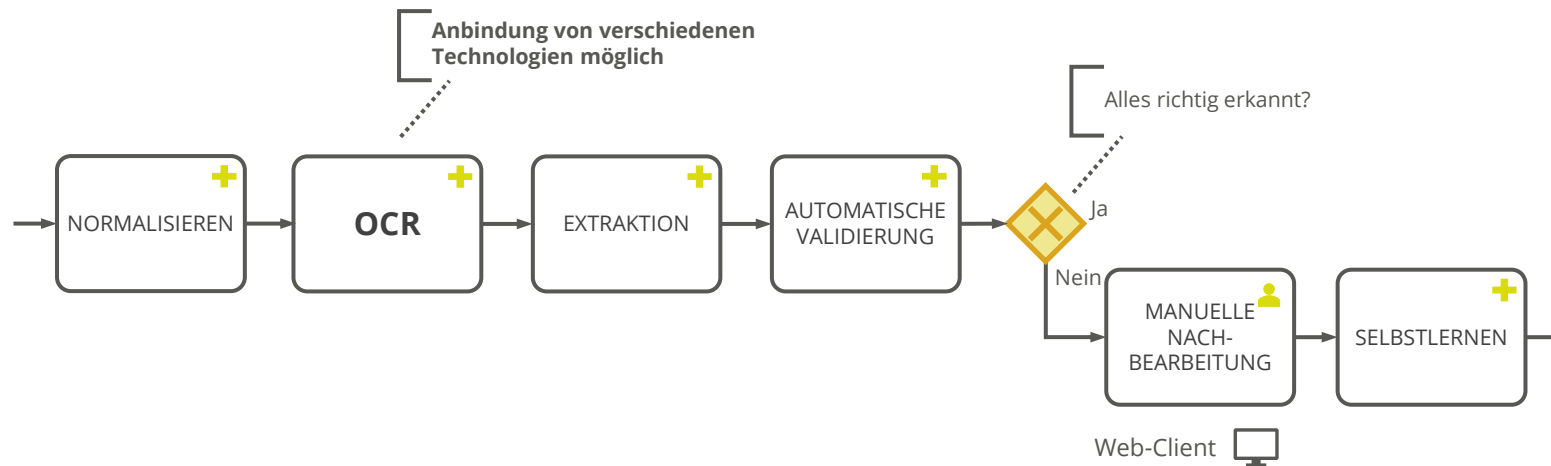 Anbindung von verschiedenen
Technologien möglich
Alles richtig erkannt?
NORMALISIEREN
OCR
EXTRAKTION
AUTOMATISCHE
VALIDIERUNG
Ja
Nein
MANUELLE
NACH-
BEARBEITUNG
SELBSTLERNEN
Web-Client